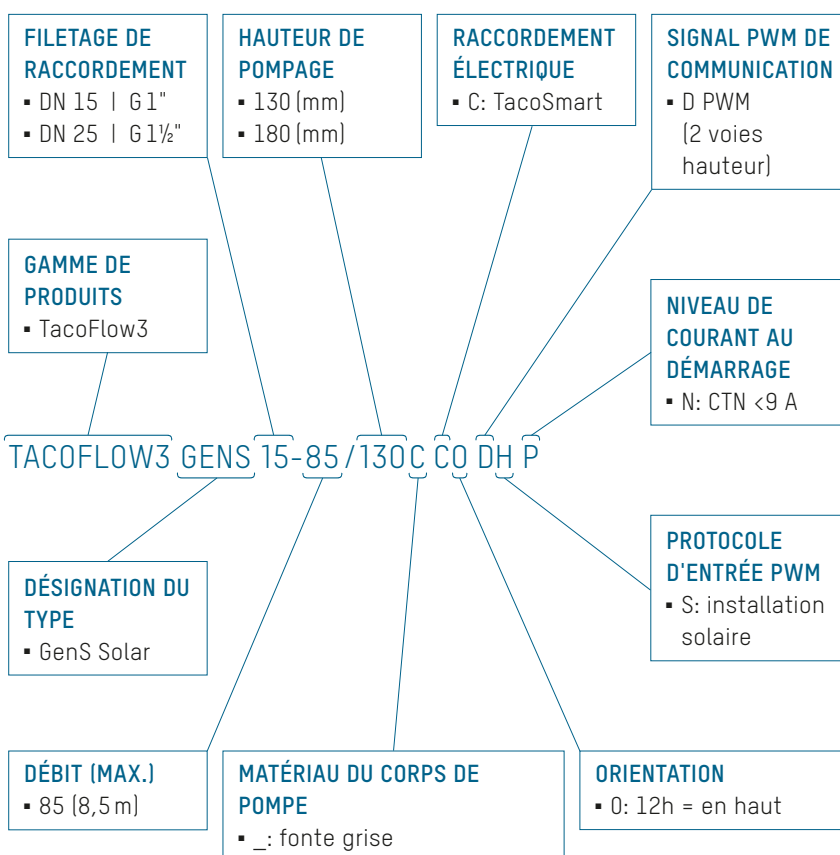 FILETAGE DE
RACCORDEMENT
▪ DN 15 | G 1"
▪ DN 25 | G 1½"
HAUTEUR DE
POMPAGE
▪ 130 (mm)
▪ 180 (mm)
RACCORDEMENT
ÉLECTRIQUE
▪ C: TacoSmart
SIGNAL PWM DE
COMMUNICATION
▪ D PWM
(2 voies
hauteur)
GAMME DE
PRODUITS
▪ TacoFlow3
NIVEAU DE
COURANT AU
DÉMARRAGE
▪ N: CTN <9 A
TACOFLOW3 GENS 15-85/130C C0 DH P
DÉSIGNATION DU
TYPE
▪ GenS Solar
PROTOCOLE
D'ENTRÉE PWM
▪ S: installation
solaire
DÉBIT (MAX.)
▪ 85 (8,5 m)
MATÉRIAU DU CORPS DE
POMPE
▪ _: fonte grise
ORIENTATION
▪ 0: 12h = en haut